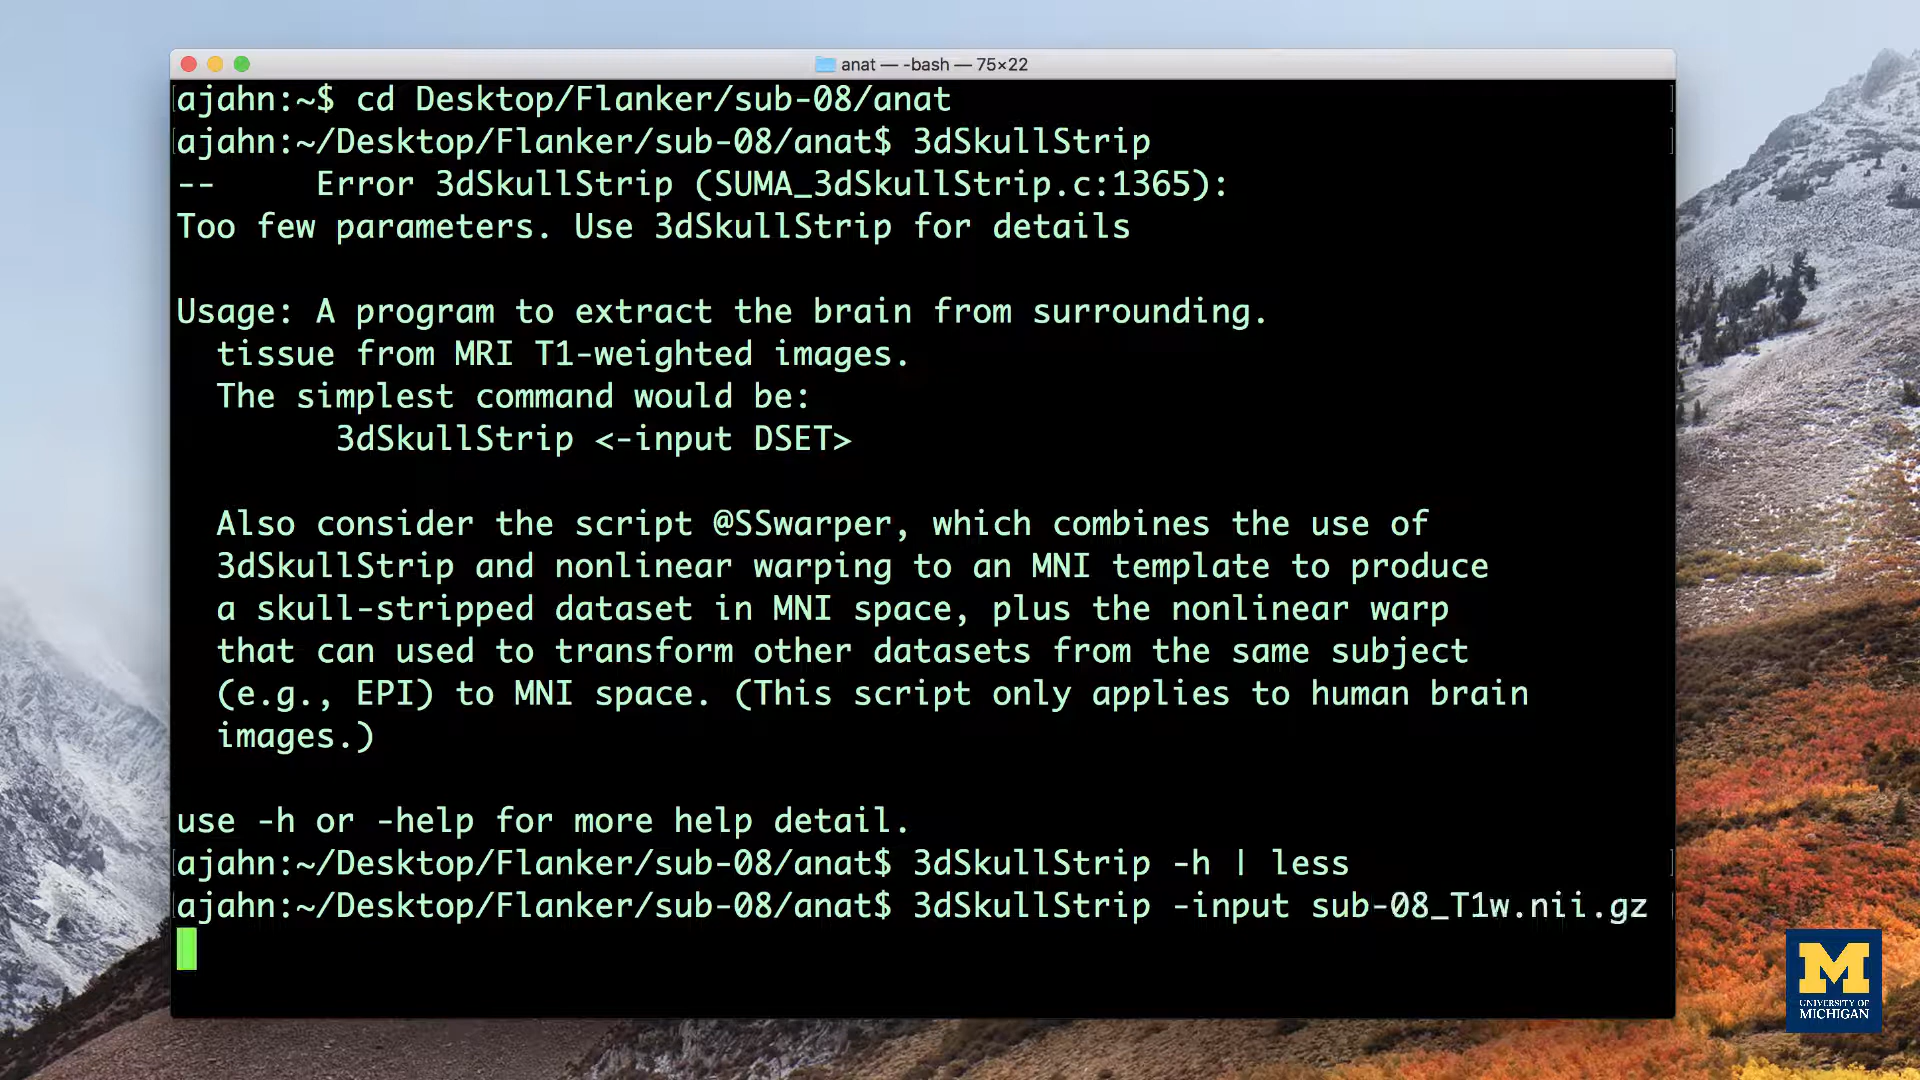 anat — -bash — 75×22
ajahn:~$ cd Desktop/Flanker/sub-08/anat
ajahn:~/Desktop/Flanker/sub-08/anat$ 3dSkullStrip
--     Error 3dSkullStrip (SUMA_3dSkullStrip.c:1365):
Too few parameters. Use 3dSkullStrip for details
Usage: A program to extract the brain from surrounding.
tissue from MRI T1-weighted images.
The simplest command would be:
3dSkullStrip <-input DSET>
Also consider the script @SSwarper, which combines the use of
3dSkullStrip and nonlinear warping to an MNI template to produce
a skull-stripped dataset in MNI space, plus the nonlinear warp
that can used to transform other datasets from the same subject
(e.g., EPI) to MNI space. (This script only applies to human brain
images.)
use -h or -help for more help detail.
ajahn:~/Desktop/Flanker/sub-08/anat$ 3dSkullStrip -h | less
ajahn:~/Desktop/Flanker/sub-08/anat$ 3dSkullStrip -input sub-08_T1w.nii.gz
M
UNIVERSITY OF
MICHIGAN